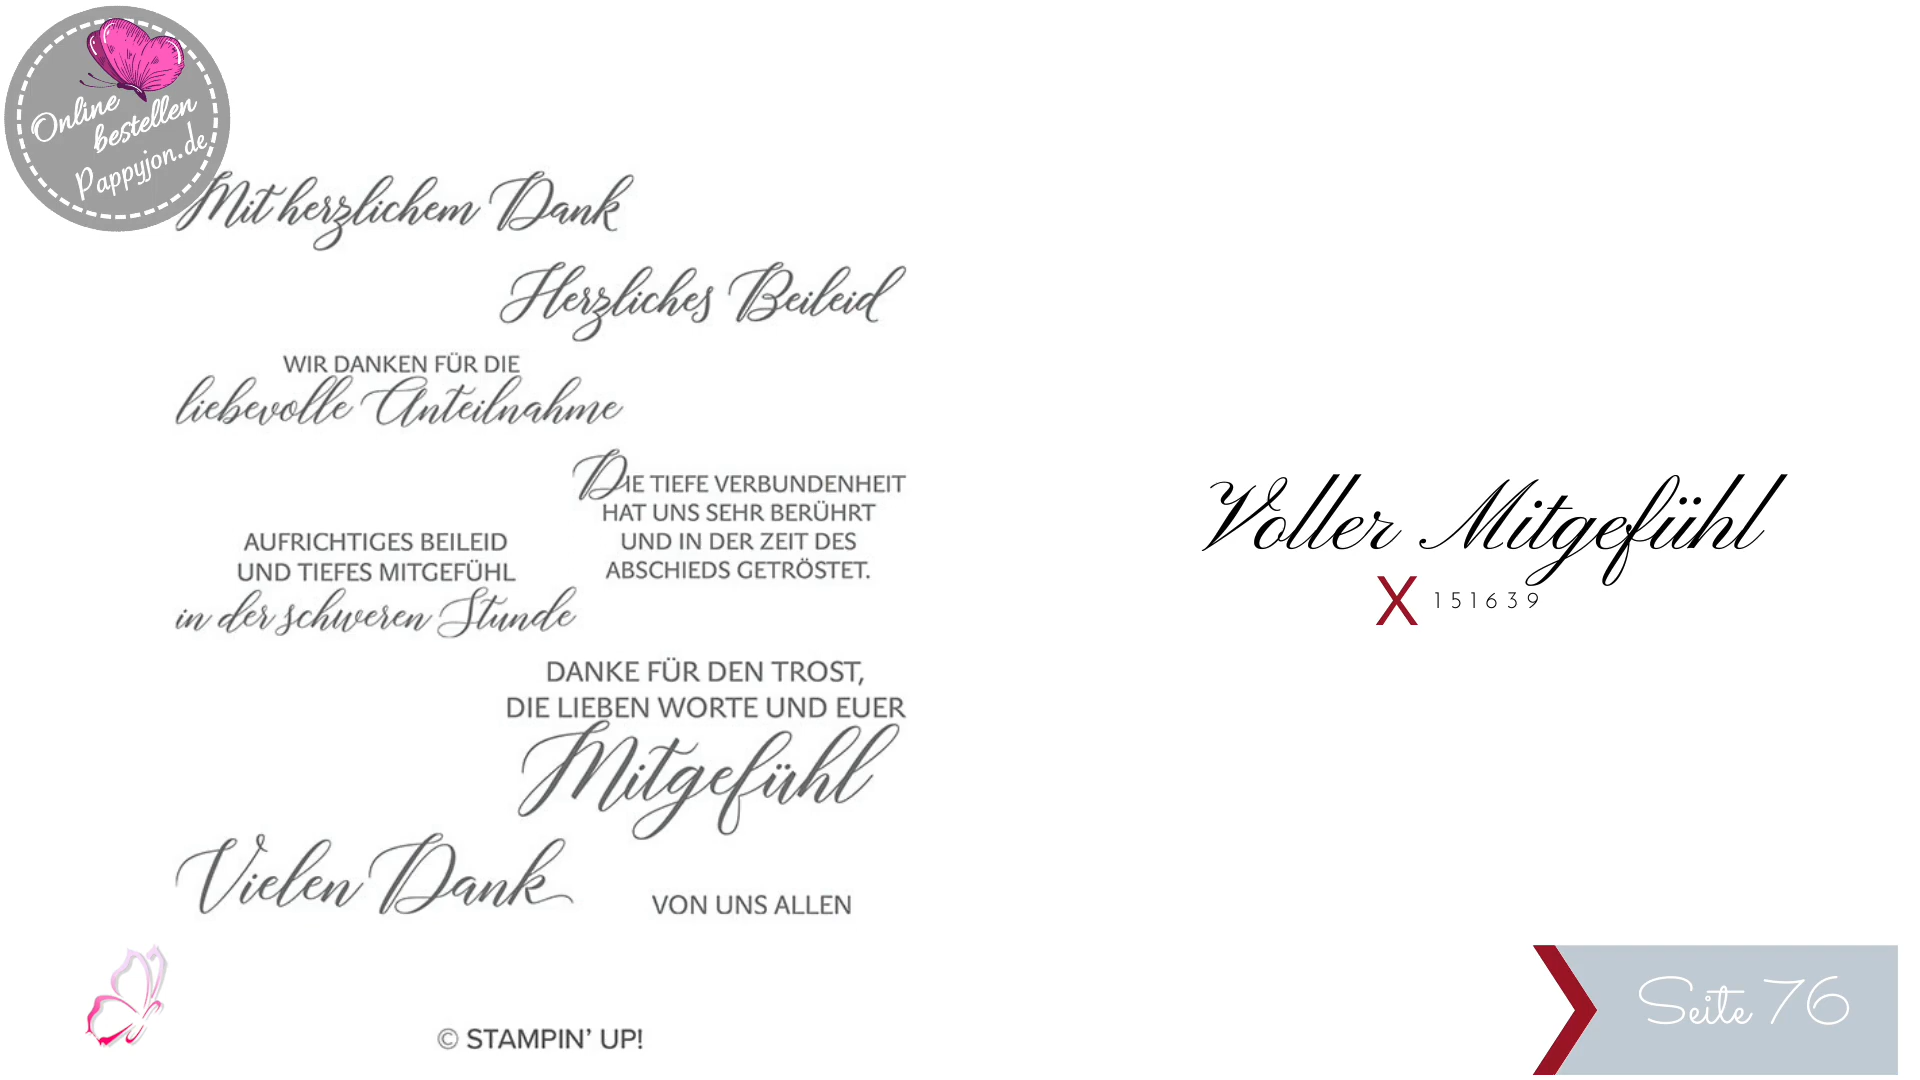 Online
bestellen
Pappyjon.de
Mit herzlichem Dank
Herzliches Beileid
WIR DANKEN FÜR DIE
liebevolle Anteilnahme
DIE TIEFE VERBUNDENHEIT
HAT UNS SEHR BERÜHRT
UND IN DER ZEIT DES
ABSCHIEDS GETRÖSTET.
AUFRICHTIGES BEILEID
UND TIEFES MITGEFÜHL
in der schweren Stunde
DANKE FÜR DEN TROST,
DIE LIEBEN WORTE UND EUER
Mitgefühl
Vielen Dank
VON UNS ALLEN
© STAMPIN’ UP!
Voller Mitgefühl
X 151639
Seite 76